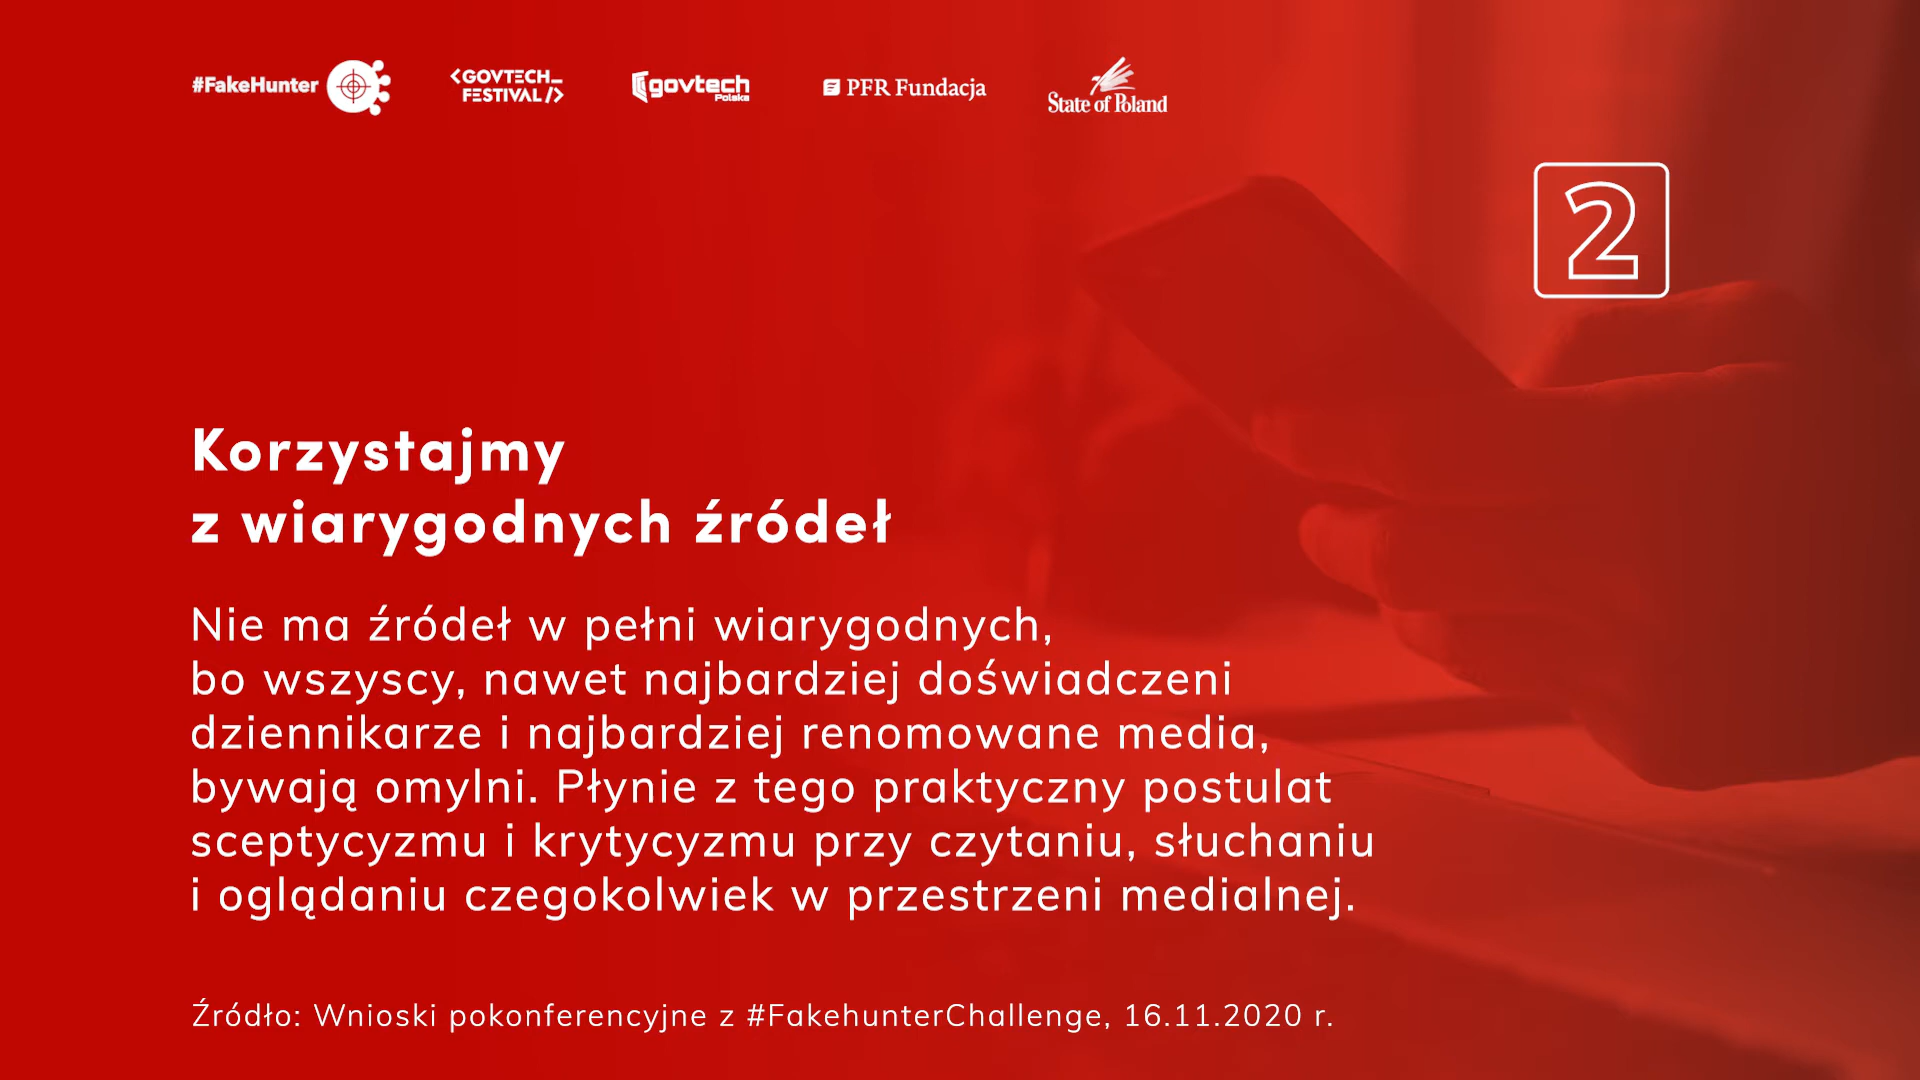 #FakeHunter
<GOVTECH_
FESTIVAL/>
govtech
Polska
PFR Fundacja
State of Poland
2
Korzystajmy
z wiarygodnych źródeł
Nie ma źródeł w pełni wiarygodnych,
bo wszyscy, nawet najbardziej doświadczeni
dziennikarze i najbardziej renomowane media,
bywają omylni. Płynie z tego praktyczny postulat
sceptycyzmu i krytycyzmu przy czytaniu, słuchaniu
i oglądaniu czegokolwiek w przestrzeni medialnej.
Źródło: Wnioski pokonferencyjne z #FakehunterChallenge, 16.11.2020 r.